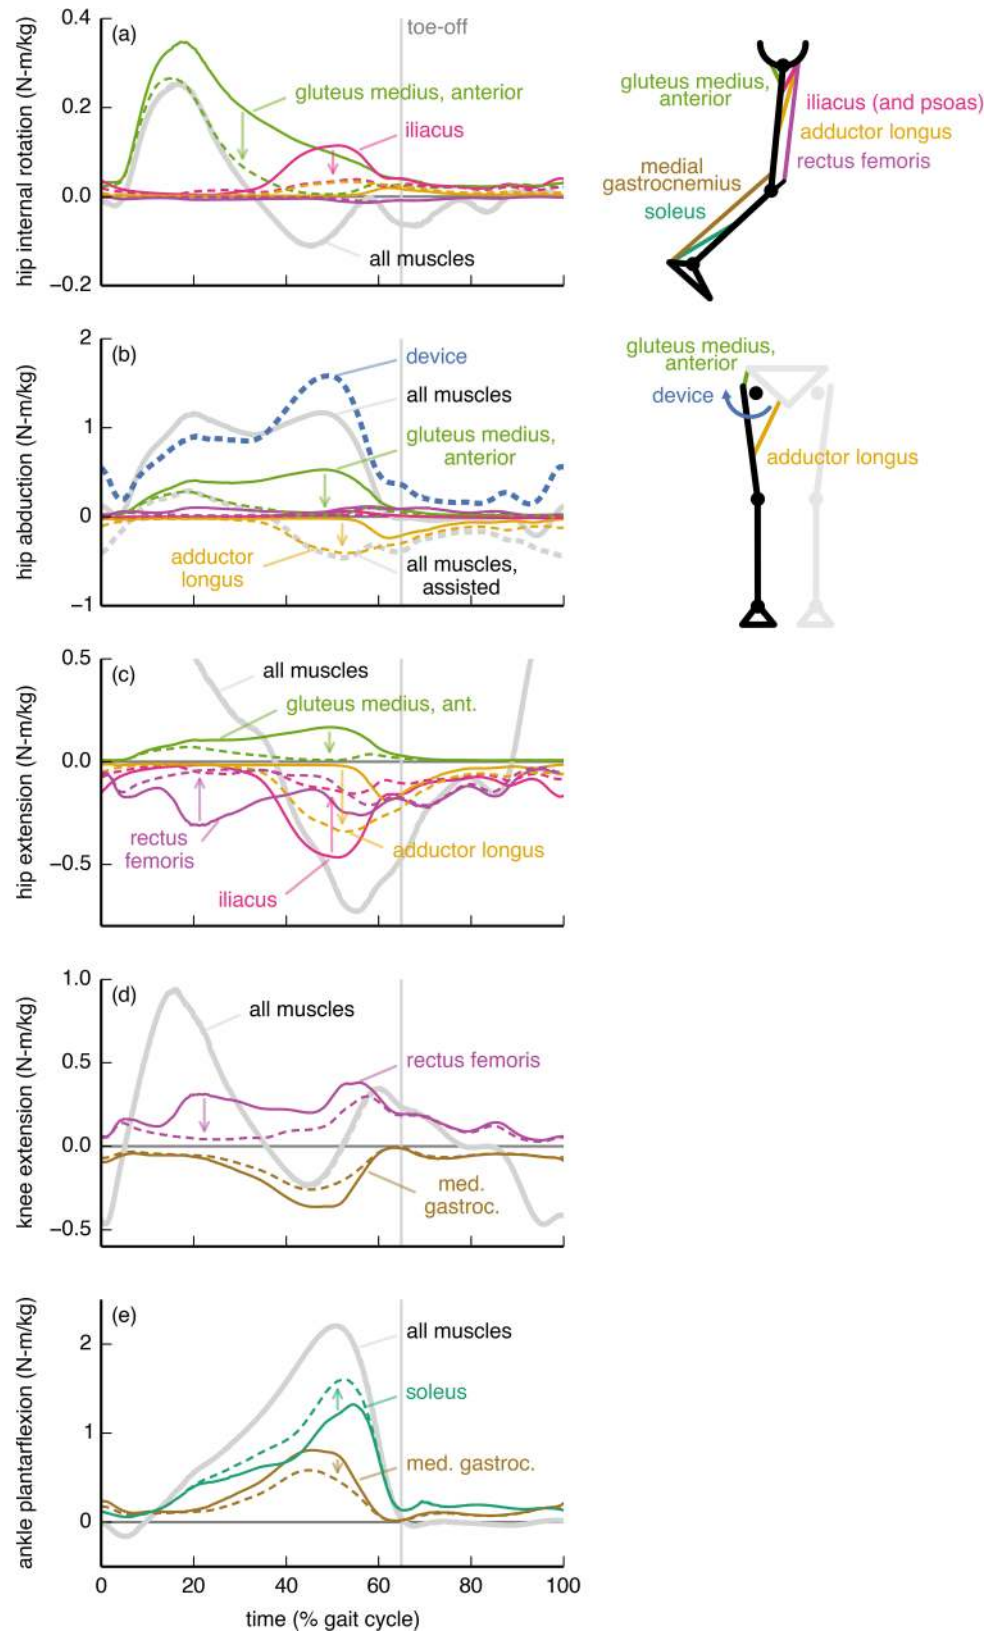 hip internal rotation (N-m/kg)
0.4
0.2
0.0
−0.2
(a)
toe-off
gluteus medius, anterior
iliacus
all muscles
gluteus medius,
anterior
iliacus (and psoas)
adductor longus
rectus femoris
medial
gastrocnemius
soleus
hip abduction (N-m/kg)
2
1
0
−1
(b)
device
all muscles
gluteus medius,
anterior
adductor
longus
all muscles,
assisted
gluteus medius,
anterior
device
adductor longus
hip extension (N-m/kg)
0.5
0.0
−0.5
(c)
all muscles
gluteus medius, ant.
rectus
femoris
adductor longus
iliacus
knee extension (N-m/kg)
1.0
0.5
0.0
−0.5
(d)
all muscles
rectus femoris
med.
gastroc.
ankle plantarflexion (N-m/kg)
2
1
0
(e)
all muscles
soleus
med. gastroc.
0 20 40 60 80 100
time (% gait cycle)